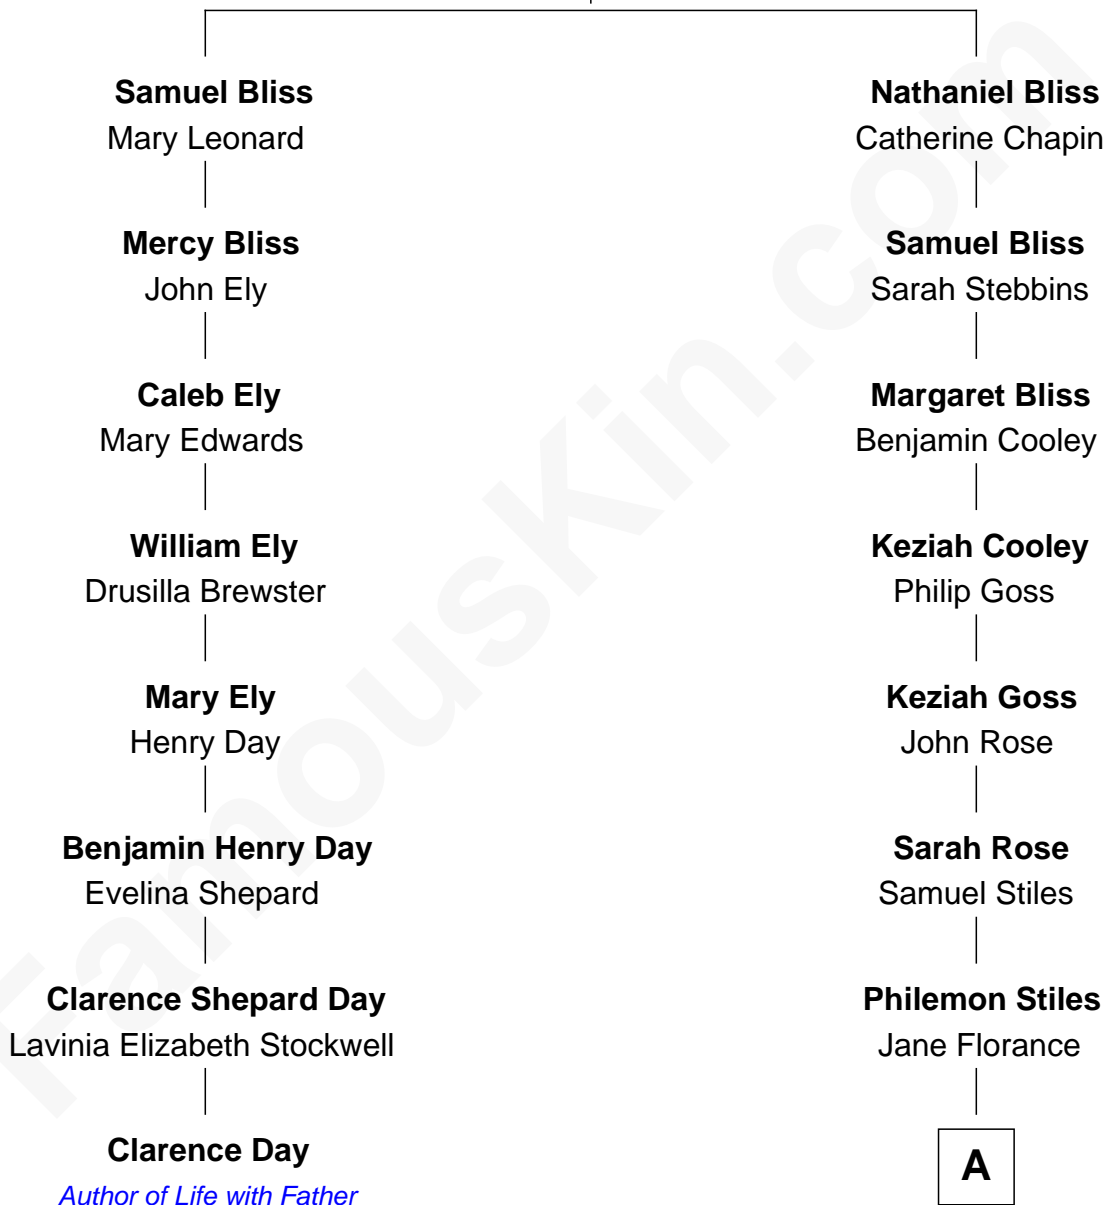 Samuel Bliss
Mary Leonard
Mercy Bliss
John Ely
Caleb Ely
Mary Edwards
William Ely
Drusilla Brewster
Mary Ely
Henry Day
Benjamin Henry Day
Evelina Shepard
Clarence Shepard Day
Lavinia Elizabeth Stockwell
Clarence Day
Author of Life with Father
Nathaniel Bliss
Catherine Chapin
Samuel Bliss
Sarah Stebbins
Margaret Bliss
Benjamin Cooley
Keziah Cooley
Philip Goss
Keziah Goss
John Rose
Sarah Rose
Samuel Stiles
Philemon Stiles
Jane Florance
A
FamousKin.com